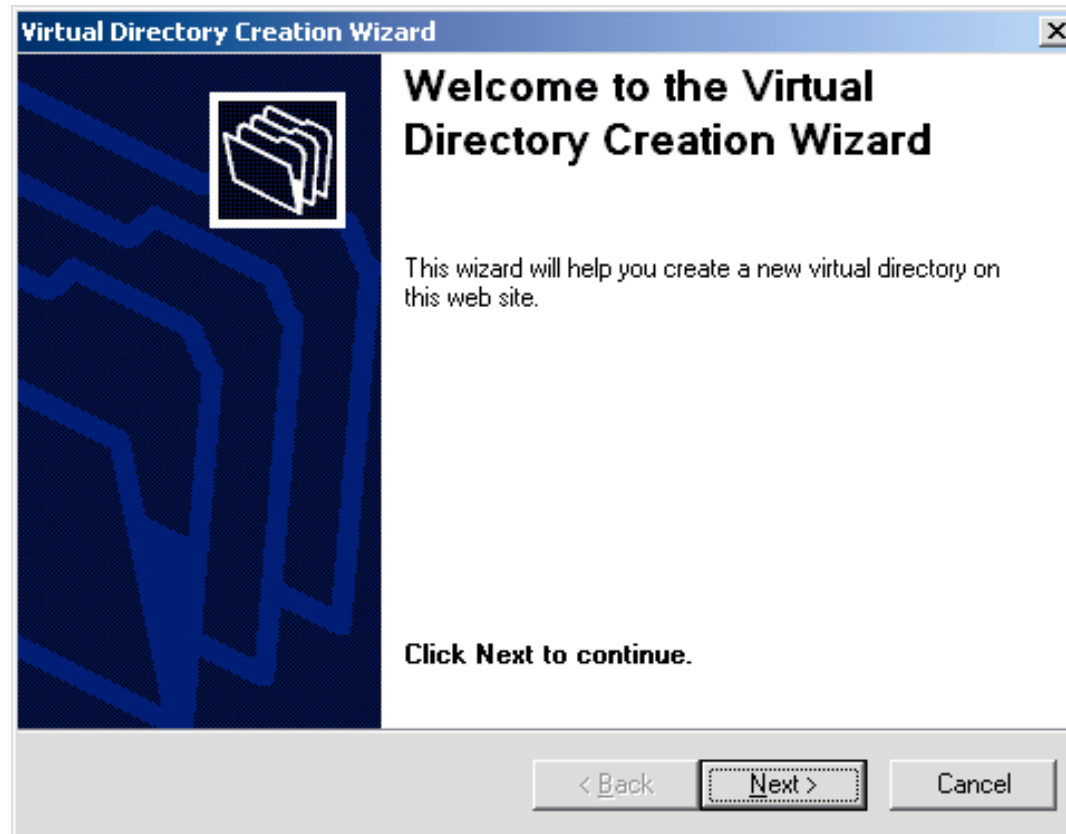 Virtual Directory Creation Wizard
Welcome to the Virtual
Directory Creation Wizard
This wizard will help you create a new virtual directory on
this web site.
Click Next to continue.
< Back
Next >
Cancel